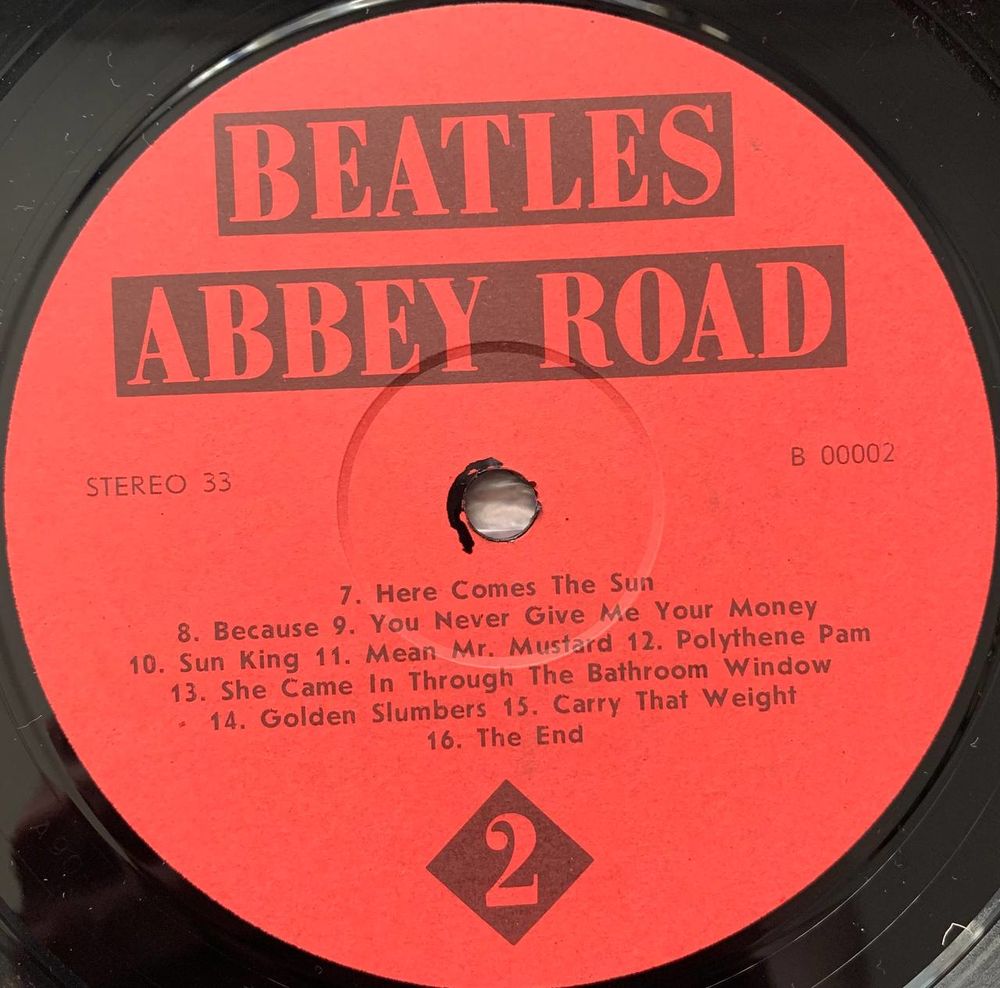 BEATLES
ABBEY ROAD
STEREO 33
B 00002
7. Here Comes The Sun
8. Because 9. You Never Give Me Your Money
10. Sun King 11. Mean Mr. Mustard 12. Polythene Pam
13. She Came In Through The Bathroom Window
14. Golden Slumbers 15. Carry That Weight
16. The End
2